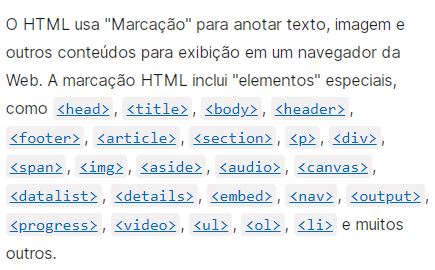 O HTML usa "Marcação" para anotar texto, imagem e
outros conteúdos para exibição em um navegador da
Web. A marcação HTML inclui "elementos" especiais,
como <head>, <title>, <body>, <header>,
<footer>, <article>, <section>, <p>, <div>,
<span>, <img>, <aside>, <audio>, <canvas>,
<datalist>, <details>, <embed>, <nav>, <output>,
<progress>, <video>, <ul>, <ol>, <li> e muitos
outros.